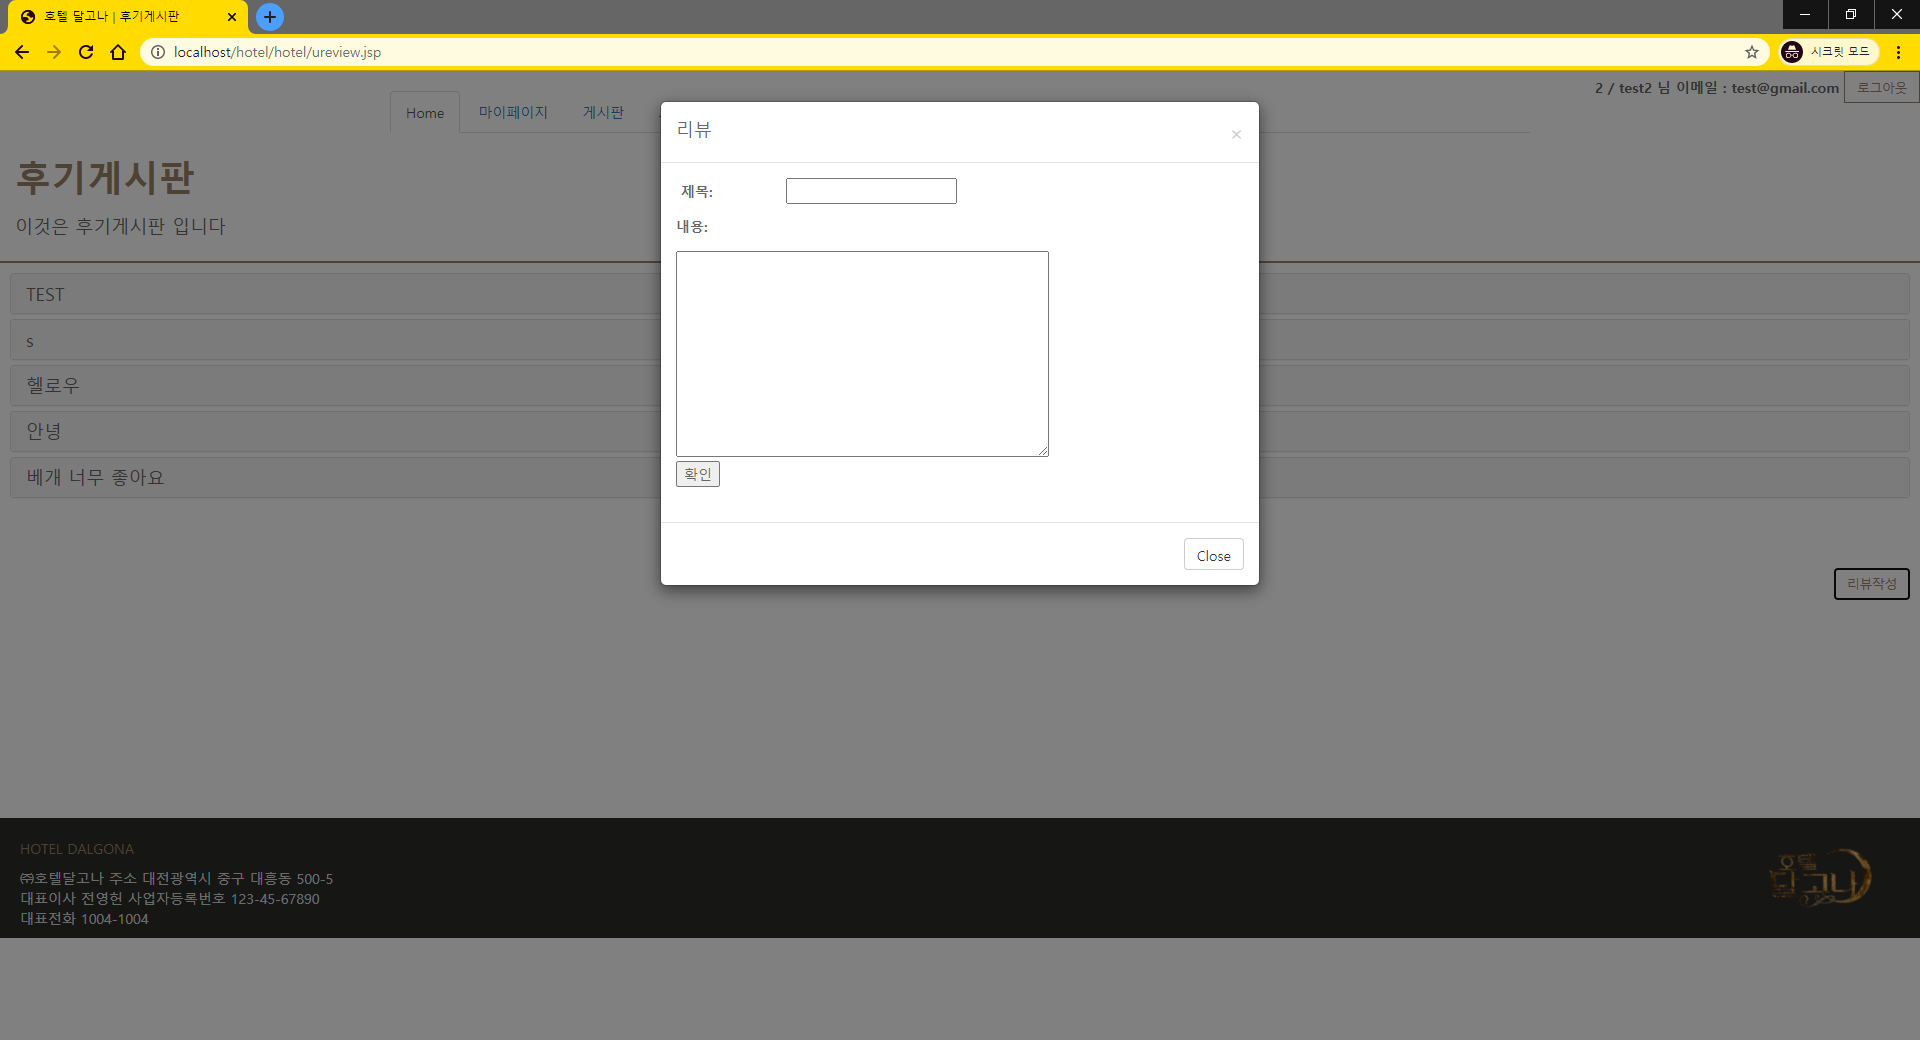 호텔 달고나 | 후기게시판
localhost/hotel/hotel/ureview.jsp
시크릿 모드
2 / test2 님 이메일 : test@gmail.com 로그아웃
Home 마이페이지 게시판
후기게시판
이것은 후기게시판 입니다
TEST
s
헬로우
안녕
베개 너무 좋아요
리뷰작성
리뷰
×
제목:
내용:
확인
Close
HOTEL DALGONA
㈜호텔달고나 주소 대전광역시 중구 대흥동 500-5
대표이사 전영헌 사업자등록번호 123-45-67890
대표전화 1004-1004
호텔
달고나